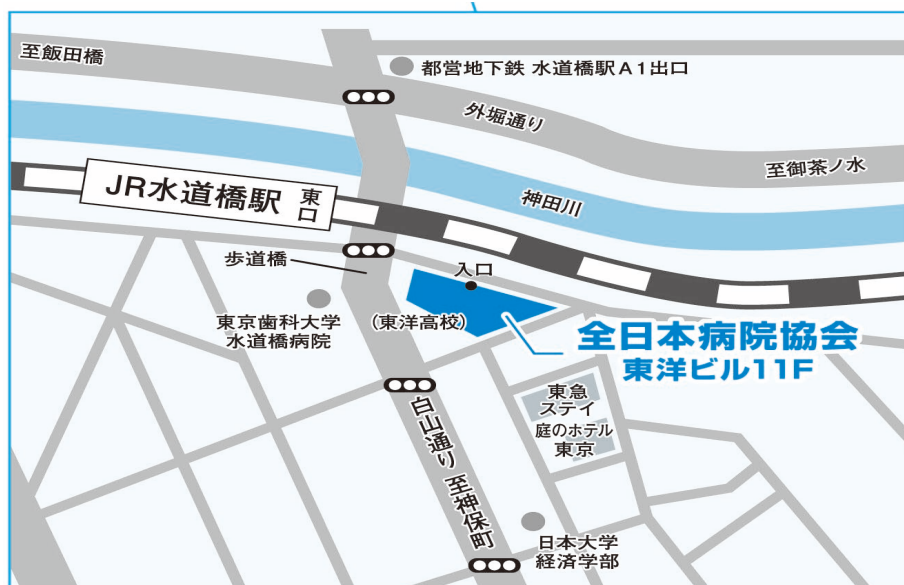 至飯田橋
都営地下鉄 水道橋駅A1出口
外堀通り
至御茶ノ水
JR水道橋駅 東口
神田川
歩道橋
入口
東京歯科大学
水道橋病院
(東洋高校)
全日本病院協会
東洋ビル11F
東急
ステイ
庭のホテル
東京
白山通り 至神保町
日本大学
経済学部